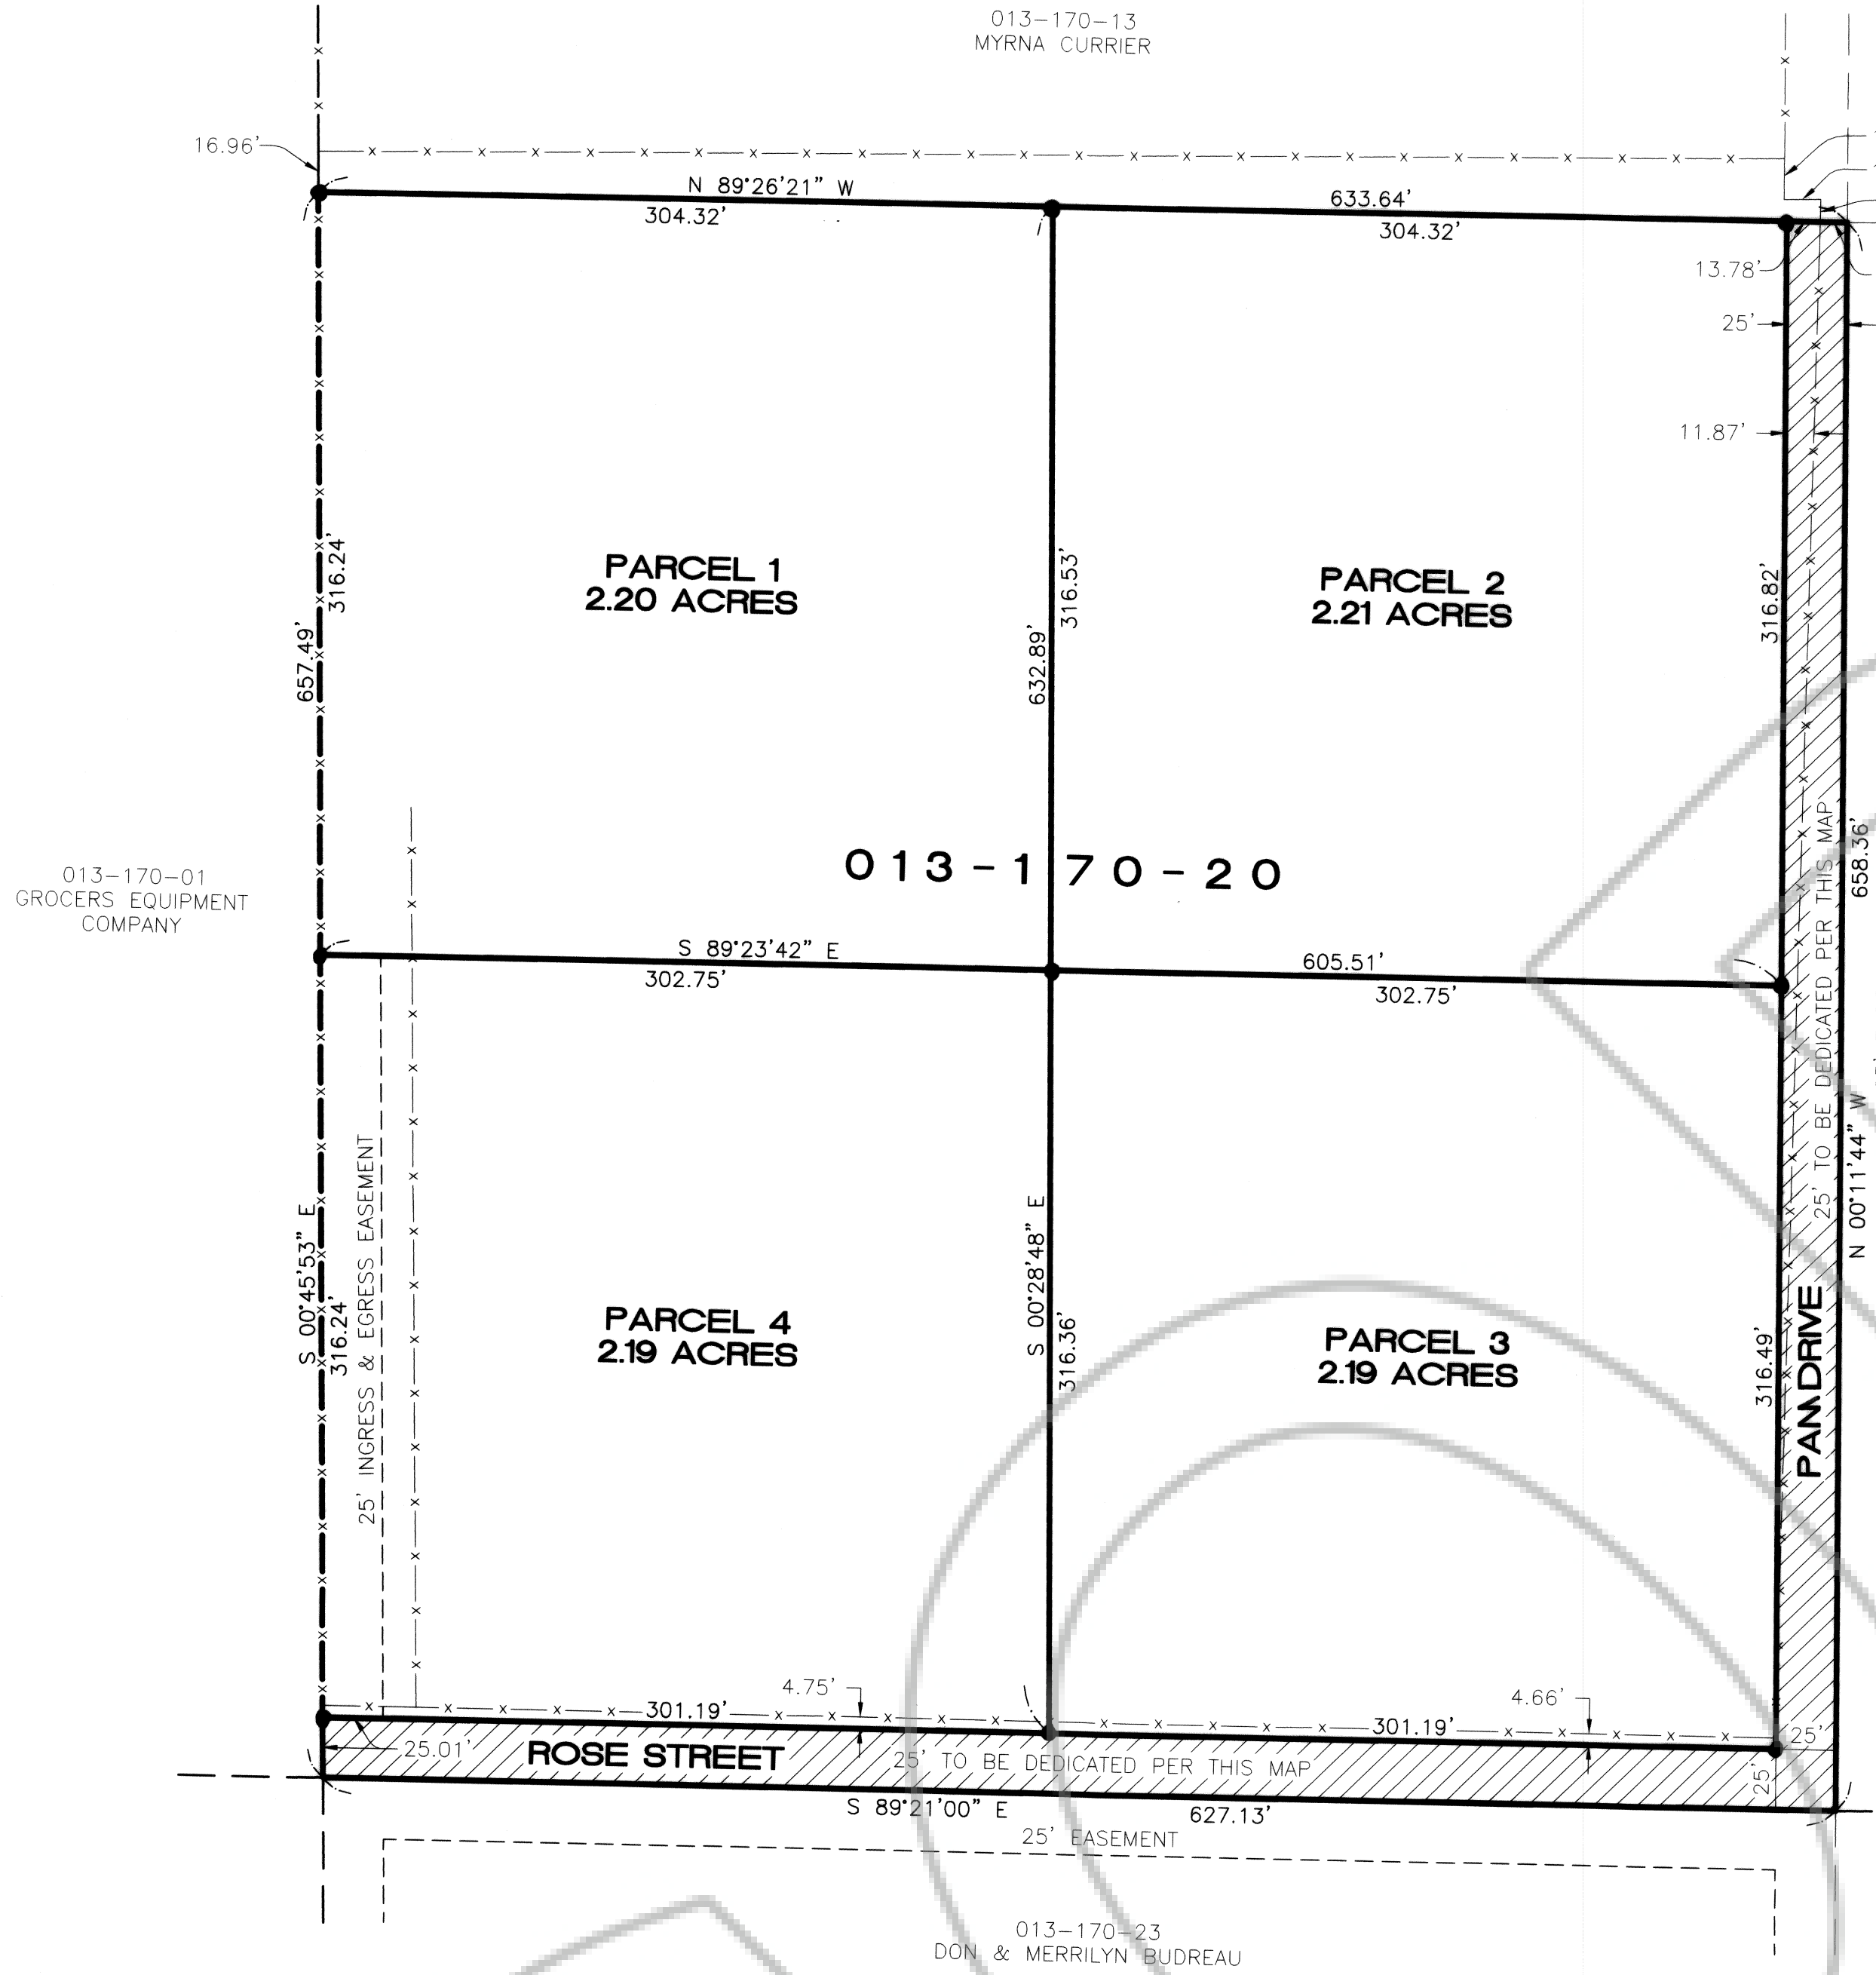 013-170-13
MYRNA CURRIER
16.96'
N 89°26'21" W
633.64'
304.32'
304.32'
13.78'
25'
11.87'
316.24'
657.49'
PARCEL 1
2.20 ACRES
316.53'
632.89'
PARCEL 2
2.21 ACRES
316.82'
013-170-20
25' TO BE DEDICATED PER THIS MAP
658.36'
013-170-01
GROCERS EQUIPMENT
COMPANY
S 89°23'42" E
605.51'
302.75'
302.75'
N 00°11'44" W
S 00°45'53" E
316.24'
25' INGRESS & EGRESS EASEMENT
PARCEL 4
2.19 ACRES
S 00°28'48" E
316.36'
PARCEL 3
2.19 ACRES
316.49'
PAM DRIVE
4.75'
4.66'
301.19'
301.19'
25'
25.01'
ROSE STREET
25' TO BE DEDICATED PER THIS MAP
25'
S 89°21'00" E
627.13'
25' EASEMENT
013-170-23
DON & MERRILYN BUDREAU